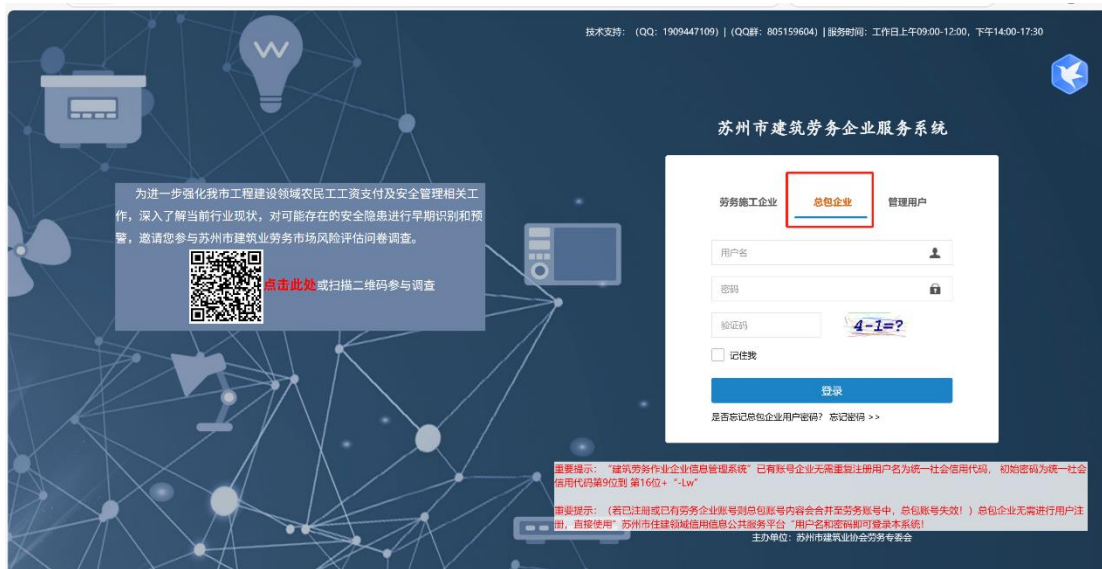 技术支持： （QQ：1909447109）|（QQ群：805159604）|服务时间：工作日上午09:00-12:00，下午14:00-17:30
苏州市建筑劳务企业服务系统
为进一步强化我市工程建设领域农民工工资支付及安全管理相关工
作，深入了解当前行业现状，对可能存在的安全隐患进行早期识别和预
警，邀请您参与苏州市建筑业劳务市场风险评估问卷调查。
点击此处或扫描二维码参与调查
劳务施工企业 总包企业 管理用户
用户名
密码
验证码 4-1=?
记住我
登录
是否忘记总包企业用户密码？ 忘记密码 >>
重要提示： “建筑劳务作业企业信息管理系统”已有账号企业无需重复注册用户名为统一社会信用代码， 初始密码为统一社会
信用代码第9位到 第16位+ “-Lw”
重要提示：（若已注册或已有劳务企业账号则总包账号内容会合并至劳务账号中，总包账号失效！）总包企业无需进行用户注
册，直接使用”苏州市住建领域信用信息公共服务平台“用户名和密码即可登录本系统！
主办单位：苏州市建筑业协会劳务专委会